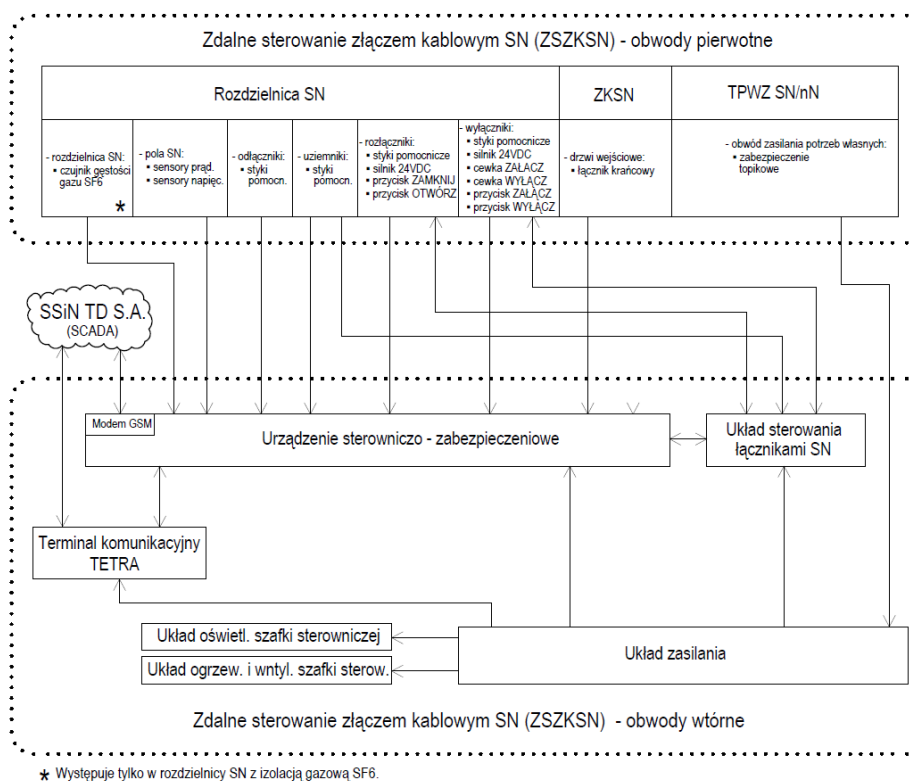 Zdalne sterowanie złączem kablowym SN (ZSZKSN) - obwody pierwotne
Rozdzielnica SN
ZKSN
TPWZ SN/nN
- rozdzielnica SN:
▪ czujnik gęstości
gazu SF6
*
- pola SN:
▪ sensory prąd.
▪ sensory napięc.
- odłączniki:
▪ styki
pomocn.
- uziemniki:
▪ styki
pomocn.
- rozłączniki:
▪ styki pomocnicze
▪ silnik 24VDC
▪ przycisk ZAMKNIJ
▪ przycisk OTWÓRZ
- wyłączniki:
▪ styki pomocnicze
▪ silnik 24VDC
▪ cewka ZAŁĄCZ
▪ cewka WYŁĄCZ
▪ przycisk ZAŁĄCZ
▪ przycisk WYŁĄCZ
- drzwi wejściowe:
▪ łącznik krańcowy
- obwód zasilania potrzeb własnych:
▪ zabezpieczenie
topikowe
SSiN TD S.A.
(SCADA)
Modem GSM
Urządzenie sterowniczo - zabezpieczeniowe
Układ sterowania
łącznikami SN
Terminal komunikacyjny
TETRA
Układ oświetl. szafki sterowniczej
Układ ogrzew. i wntyl. szafki sterow.
Układ zasilania
Zdalne sterowanie złączem kablowym SN (ZSZKSN) - obwody wtórne
* Występuje tylko w rozdzielnicy SN z izolacją gazową SF6.